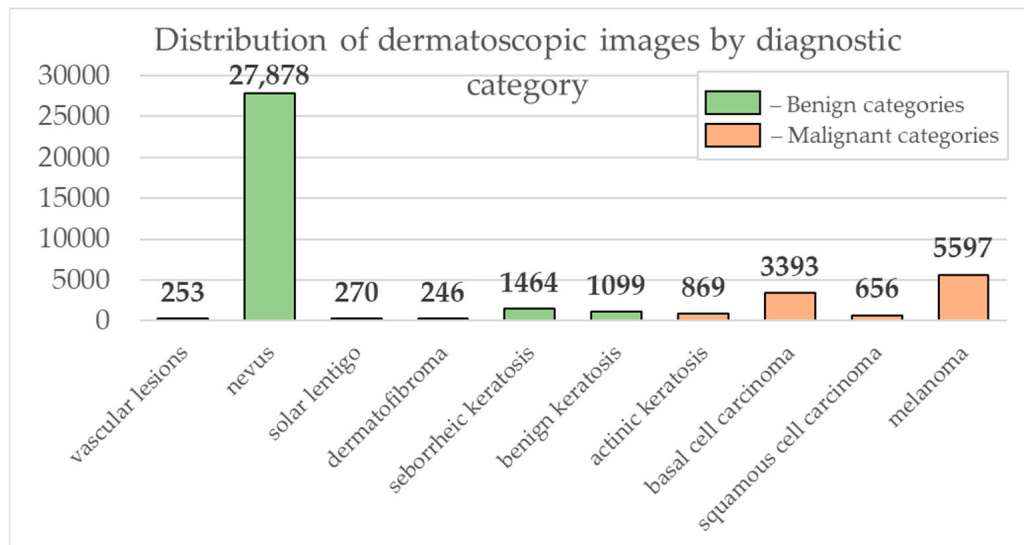 Distribution of dermatoscopic images by diagnostic
category
30000
25000
20000
15000
10000
5000
0
253
27,878
270
246
1464
1099
869
3393
656
5597
– Benign categories
– Malignant categories
vascular lesions
nevus
solar lentigo
dermatofibroma
seborrheic keratosis
benign keratosis
actinic keratosis
basal cell carcinoma
squamous cell carcinoma
melanoma